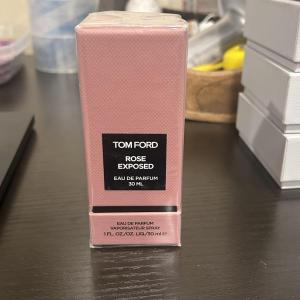 TOM FORD
ROSE
EXPOSED
EAU DE PARFUM
30 ML
EAU DE PARFUM
VAPORISATEUR SPRAY
1 FL. OZ./OZ. LIQ./30 ml e